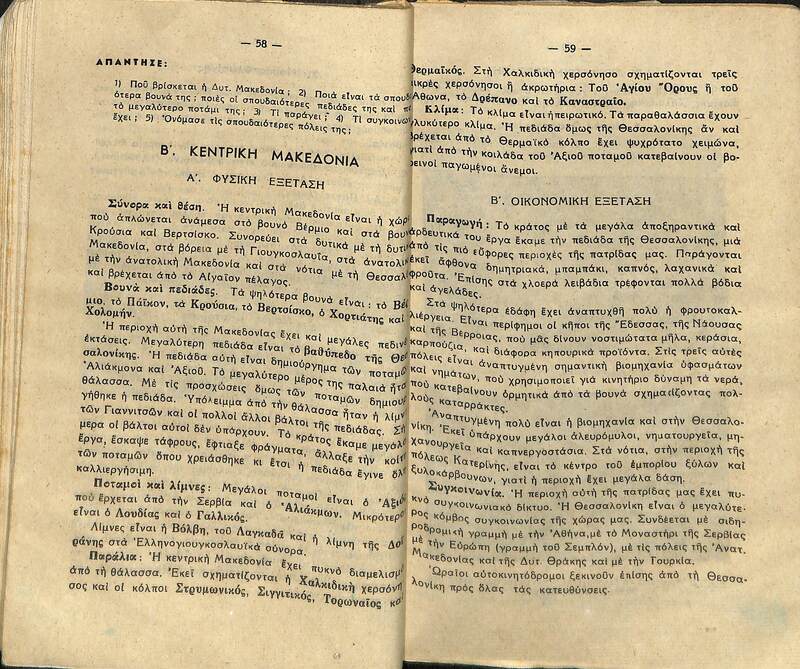 — 58 —
ΑΠΑΝΤΗΣΕ:
1) Ποῦ βρίσκεται ἡ Δυτ. Μακεδονία; 2) Ποιά εἶναι τὰ σπουδ
ότερα βουνά της; ποιὲς οἱ σπουδαιότερες πεδιάδες της καὶ π
τὸ μεγαλύτερο ποτάμι της; 3) Τί παράγει; 4) Τί συγκοινων
ἔχει; 5) Ὀνόμασε τὶς σπουδαιότερες πόλεις της;
Β΄. ΚΕΝΤΡΙΚΗ ΜΑΚΕΔΟΝΙΑ
Α΄. ΦΥΣΙΚΗ ΕΞΕΤΑΣΗ
Σύνορα καὶ θέση. Ἡ κεντρικὴ Μακεδονία εἶναι ἡ χώρ
ποὺ ἁπλώνεται ἀνάμεσα στὸ βουνὸ Βέρμιο καὶ στὰ βουν
Κρούσια καὶ Βερτσίσκο. Συνορεύει στὰ δυτικὰ μὲ τὴ δυτι
Μακεδονία, στὰ βόρεια μὲ τὴ Γιουγκοσλαυΐα, στὰ ἀνατολικ
μὲ τὴν ἀνατολικὴ Μακεδονία καὶ στὰ νότια μὲ τὴ Θεσσαλ
καὶ βρέχεται ἀπὸ τὸ Αἰγαῖον πέλαγος.
Βουνὰ καὶ πεδιάδες. Τὰ ψηλότερα βουνὰ εἶναι: τὸ Βέ
μιο, τὸ Πάϊκον, τὰ Κρούσια, τὸ Βερτσίσκο, ὁ Χορτιάτης καὶ
Χολομήν.
Ἡ περιοχὴ αὐτὴ τῆς Μακεδονίας ἔχει καὶ μεγάλες πεδινὲ
ἐκτάσεις. Μεγαλύτερη πεδιάδα εἶναι τὸ βαθύπεδο τῆς Θεσ
σαλονίκης. Ἡ πεδιάδα αὐτὴ εἶναι δημιούργημα τῶν ποταμῶ
Ἀλιάκμονα καὶ Ἀξιοῦ. Τὸ μεγαλύτερο μέρος της παλαιὰ ἦτα
θάλασσα. Μὲ τὶς προσχώσεις ὅμως τῶν ποταμῶν δημιου
γήθηκε ἡ πεδιάδα. Ὑπόλειμμα ἀπὸ τὴν θάλασσα ἦταν ἡ λίμν
τῶν Γιαννιτσῶν καὶ οἱ πολλοὶ ἄλλοι βάλτοι τῆς πεδιάδας. Σή
μερα οἱ βάλτοι αὐτοὶ δὲν ὑπάρχουν. Τὸ κράτος ἔκαμε μεγάλ
ἔργα, ἔσκαψε τάφρους, ἔφτιαξε φράγματα, ἄλλαξε τὴν κοίτ
τῶν ποταμῶν ὅπου χρειάσθηκε κι ἔτσι ἡ πεδιάδα ἔγινε ὅλη
καλλιεργήσιμη.
Ποταμοὶ καὶ λίμνες: Μεγάλοι ποταμοὶ εἶναι ὁ Ἀξιὸ
ποὺ ἔρχεται ἀπὸ τὴν Σερβία καὶ ὁ Ἀλιάκμων. Μικρότερο
εἶναι ὁ Λουδίας καὶ ὁ Γαλλικός.
Λίμνες εἶναι ἡ Βόλβη, τοῦ Λαγκαδᾶ καὶ ἡ λίμνη τῆς Δοϊ
ράνης στὰ Ἑλληνογιουγκοσλαυϊκὰ σύνορα.
Παράλια: Ἡ κεντρικὴ Μακεδονία ἔχει πυκνὸ διαμελισμ
ἀπὸ τὴ θάλασσα. Ἐκεῖ σχηματίζονται ἡ Χαλκιδικὴ χερσόνη
σος καὶ οἱ κόλποι Στρυμωνικός, Σιγγιτικός, Τορωναῖος κα
— 59 —
Θερμαϊκός. Στὴ Χαλκιδικὴ χερσόνησο σχηματίζονται τρεῖς
μικρὲς χερσόνησοι ἢ ἀκρωτήρια: Τοῦ Ἁγίου Ὄρους ἢ τοῦ
Ἄθωνα, τὸ Δρέπανο καὶ τὸ Καναστραῖο.
Κλίμα: Τὸ κλίμα εἶναι ἠπειρωτικό. Τὰ παραθαλάσσια ἔχουν
γλυκύτερο κλίμα. Ἡ πεδιάδα ὅμως τῆς Θεσσαλονίκης ἂν καὶ
βρέχεται ἀπὸ τὸ Θερμαϊκὸ κόλπο ἔχει ψυχρότατο χειμώνα,
γιατὶ ἀπὸ τὴν κοιλάδα τοῦ Ἀξιοῦ ποταμοῦ κατεβαίνουν οἱ βο-
ρεινοὶ παγωμένοι ἄνεμοι.
Β΄. ΟΙΚΟΝΟΜΙΚΗ ΕΞΕΤΑΣΗ
Παραγωγή: Τὸ κράτος μὲ τὰ μεγάλα ἀποξηραντικὰ καὶ
ἀρδευτικά του ἔργα ἔκαμε τὴν πεδιάδα τῆς Θεσσαλονίκης, μιὰ
ἀπὸ τὶς πιὸ εὔφορες περιοχὲς τῆς πατρίδας μας. Παράγονται
ἐκεῖ ἄφθονα δημητριακά, μπαμπάκι, καπνός, λαχανικὰ καὶ
φροῦτα. Ἐπίσης στὰ χλοερὰ λειβάδια τρέφονται πολλὰ βόδια
καὶ ἀγελάδες.
Στὰ ψηλότερα ἐδάφη ἔχει ἀναπτυχθῆ πολὺ ἡ φρουτοκαλ-
λιέργεια. Εἶναι περίφημοι οἱ κῆποι τῆς Ἔδεσσας, τῆς Νάουσας
καὶ τῆς Βερροιας, ποὺ μᾶς δίνουν νοστιμώτατα μῆλα, κεράσια,
καρπούζια, καὶ διάφορα κηπουρικὰ προϊόντα. Στὶς τρεῖς αὐτὲς
πόλεις εἶναι ἀναπτυγμένη σημαντικὴ βιομηχανία ὑφασμάτων
καὶ νημάτων, ποὺ χρησιμοποιεῖ γιὰ κινητήριο δύναμη τὰ νερά,
ποὺ κατεβαίνουν ὁρμητικὰ ἀπὸ τὰ βουνὰ σχηματίζοντας πολ-
λοὺς καταρράκτες.
Ἀναπτυγμένη πολὺ εἶναι ἡ βιομηχανία καὶ στὴν Θεσσαλο-
νίκη. Ἐκεῖ ὑπάρχουν μεγάλοι ἀλευρόμυλοι, νηματουργεῖα, μη-
χανουργεῖα καὶ καπνεργοστάσια. Στὰ νότια, στὴν περιοχὴ τῆς
πόλεως Κατερίνης, εἶναι τὸ κέντρο τοῦ ἐμπορίου ξύλων καὶ
ξυλοκάρβουνων, γιατὶ ἡ περιοχὴ ἔχει μεγάλα δάση.
Συγκοινωνία. Ἡ περιοχὴ αὐτὴ τῆς πατρίδας μας ἔχει πυ-
κνὸ συγκοινωνιακὸ δίκτυο. Ἡ Θεσσαλονίκη εἶναι ὁ μεγαλύτε-
ρος κόμβος συγκοινωνίας τῆς χώρας μας. Συνδέεται μὲ σιδη-
ροδρομικὴ γραμμὴ μὲ τὴν Ἀθήνα, μὲ τὸ Μοναστήρι τῆς Σερβίας
μὲ τὴν Εὐρώπη (γραμμὴ τοῦ Σεμπλόν), μὲ τὶς πόλεις τῆς Ἀνατ.
Μακεδονίας καὶ τῆς Δυτ. Θράκης καὶ μὲ τὴν Τουρκία.
Ὡραῖοι αὐτοκινητόδρομοι ξεκινοῦν ἐπίσης ἀπὸ τὴ Θεσσα-
λονίκη πρὸς ὅλας τὰς κατευθύνσεις.